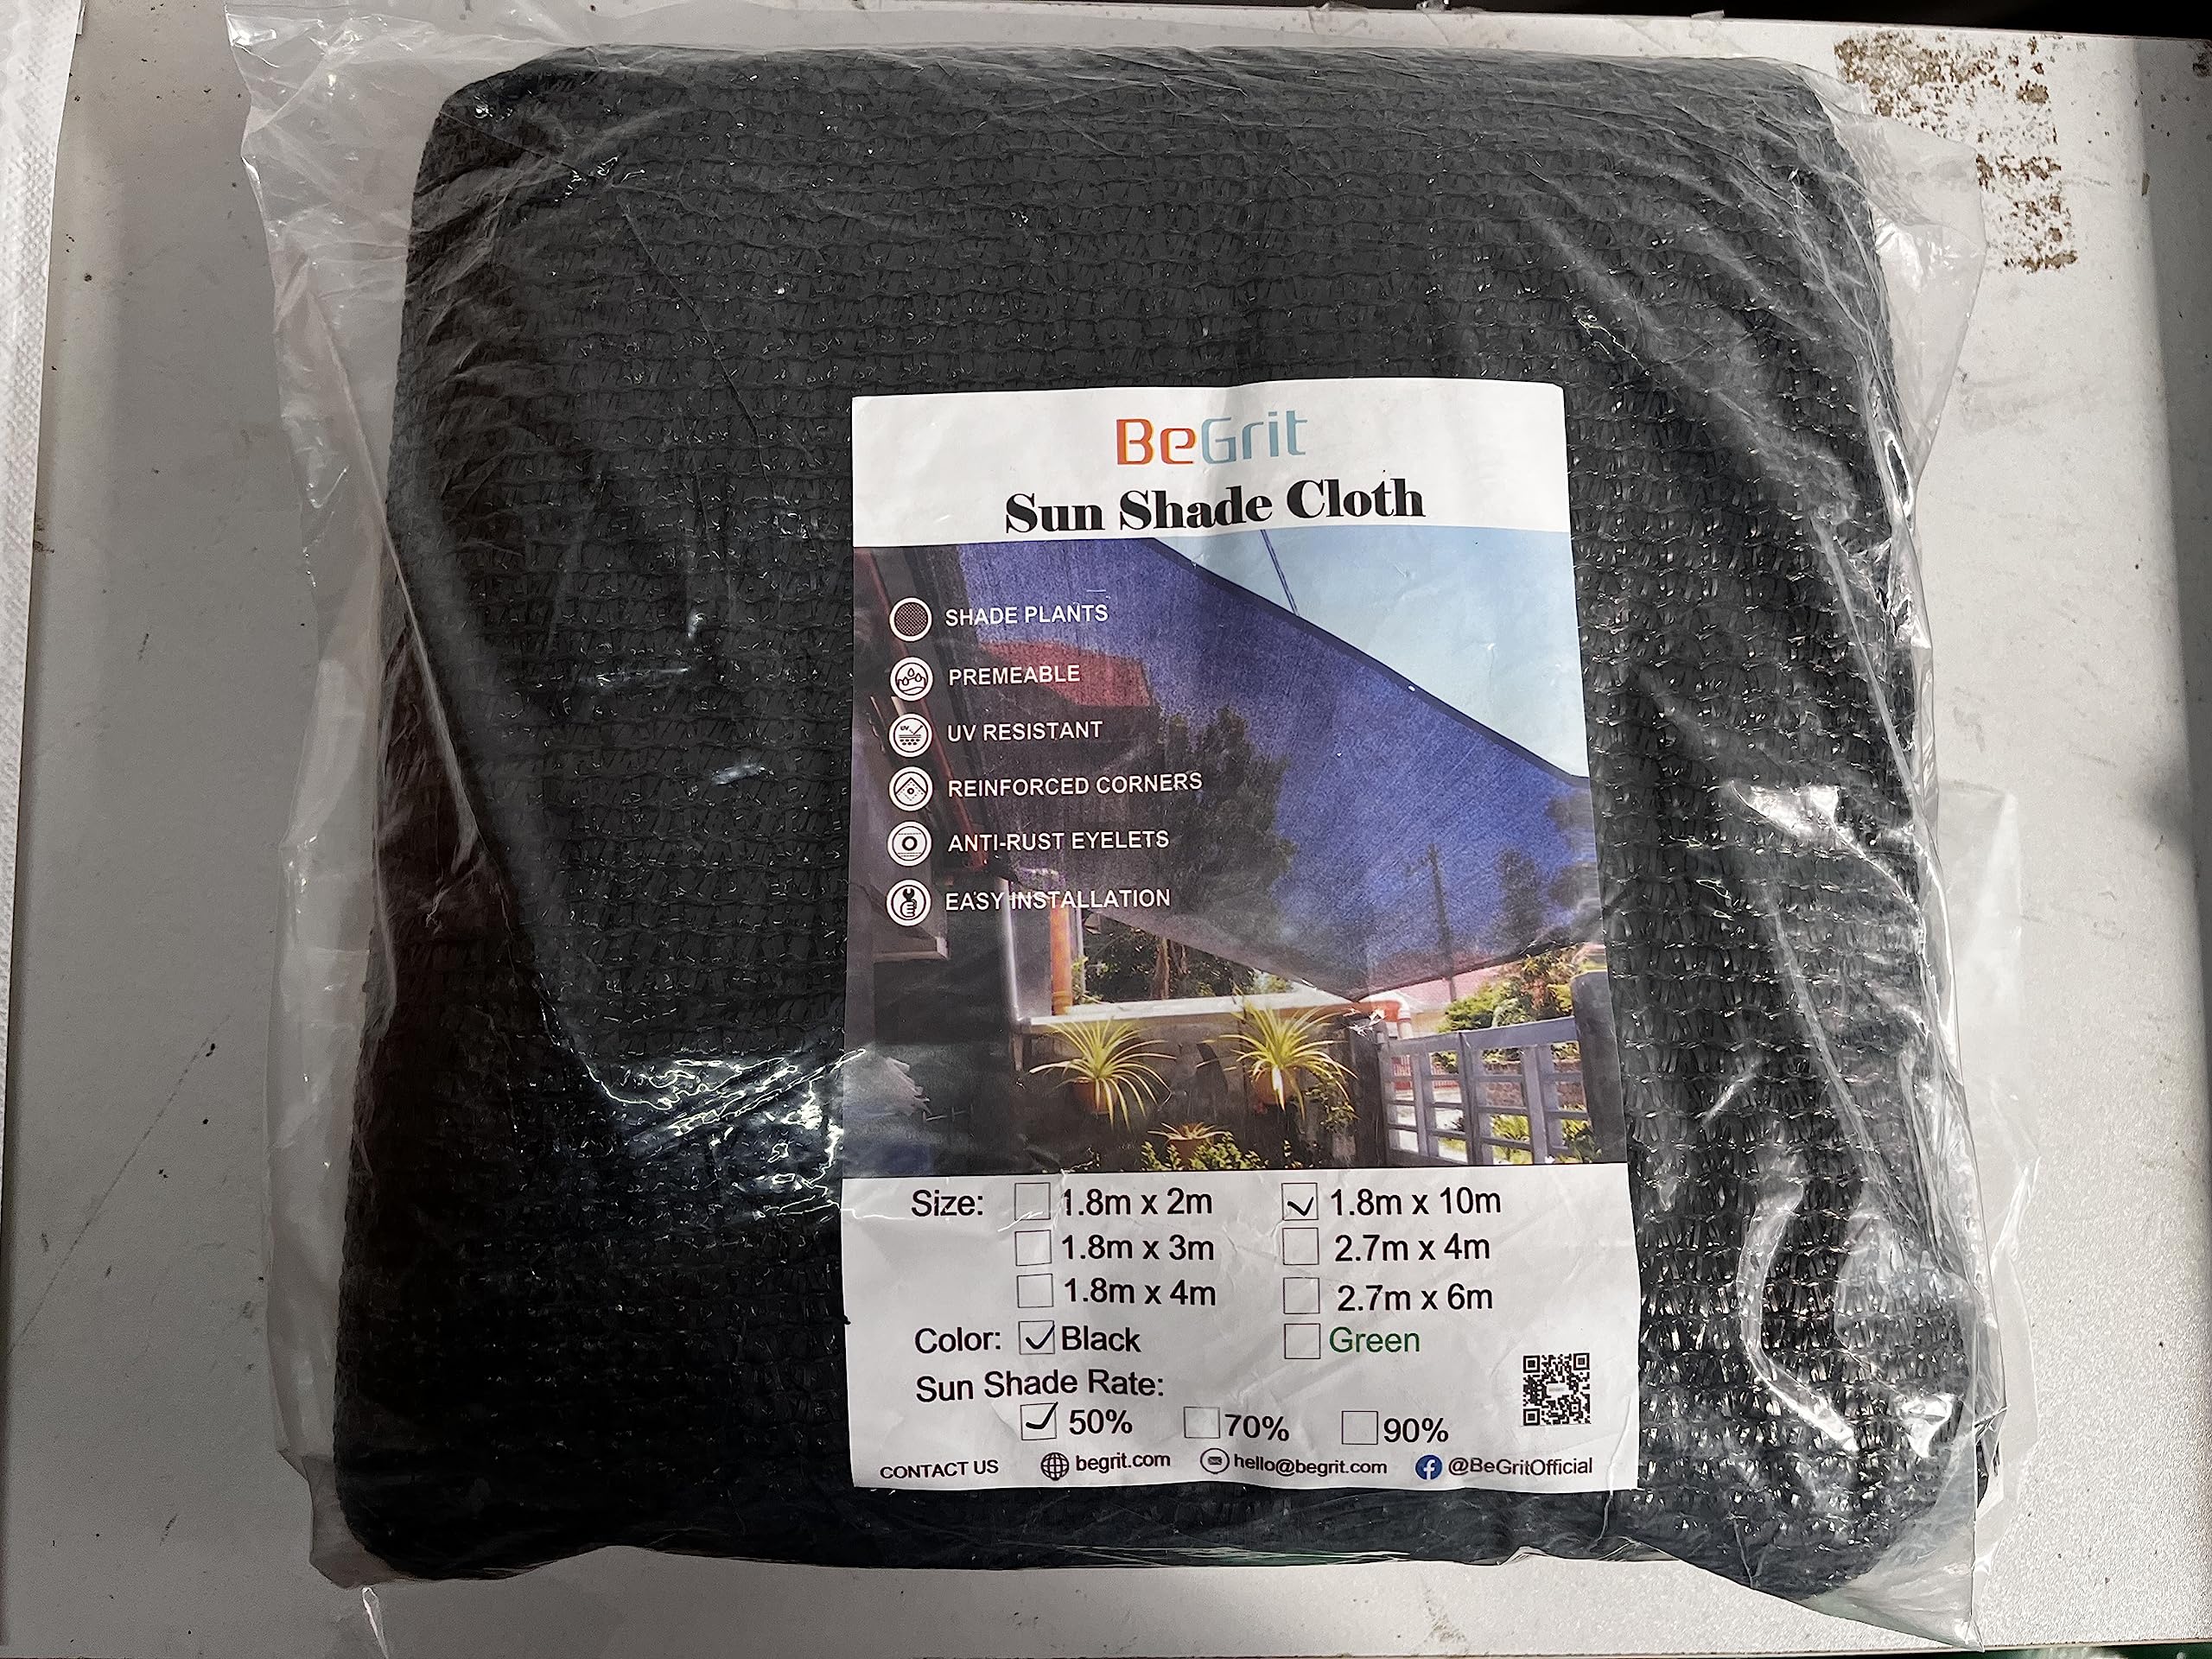 BeGrit
Sun Shade Cloth
SHADE PLANTS
PREMEABLE
UV RESISTANT
REINFORCED CORNERS
ANTI-RUST EYELETS
EASY INSTALLATION
Size: 1.8m x 2m 1.8m x 10m
1.8m x 3m 2.7m x 4m
1.8m x 4m 2.7m x 6m
Color: Black Green
Sun Shade Rate:
50% 70% 90%
CONTACT US begrit.com hello@begrit.com @BeGritOfficial